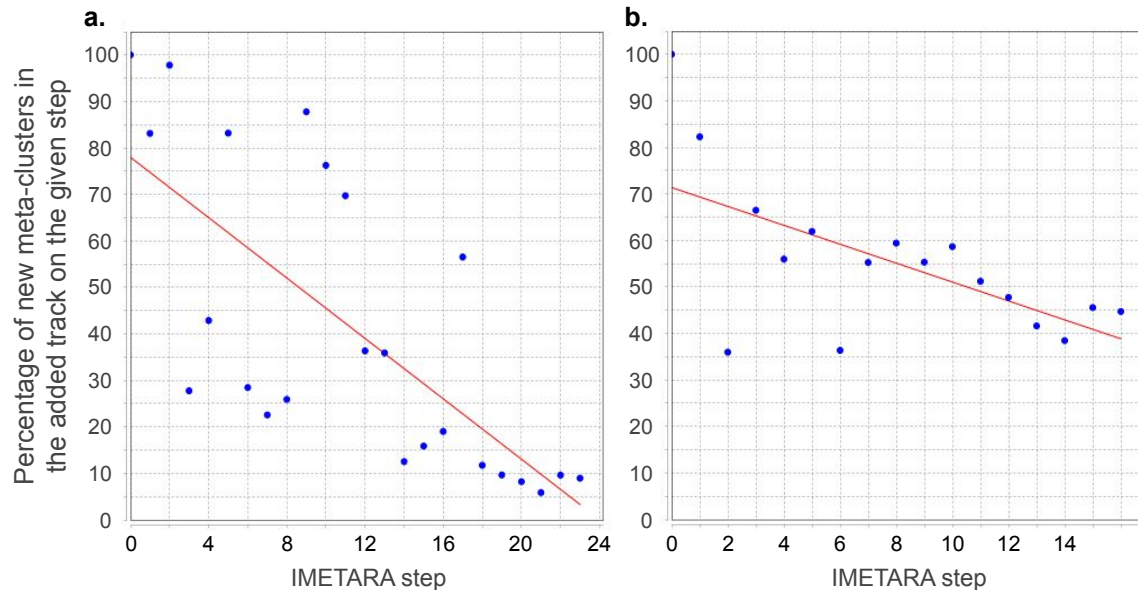 a.
b.
Percentage of new meta-clusters in
the added track on the given step
100
90
80
70
60
50
40
30
20
10
0
0 4 8 12 16 20 24
IMETARA step
100
90
80
70
60
50
40
30
20
10
0
0 2 4 6 8 10 12 14
IMETARA step